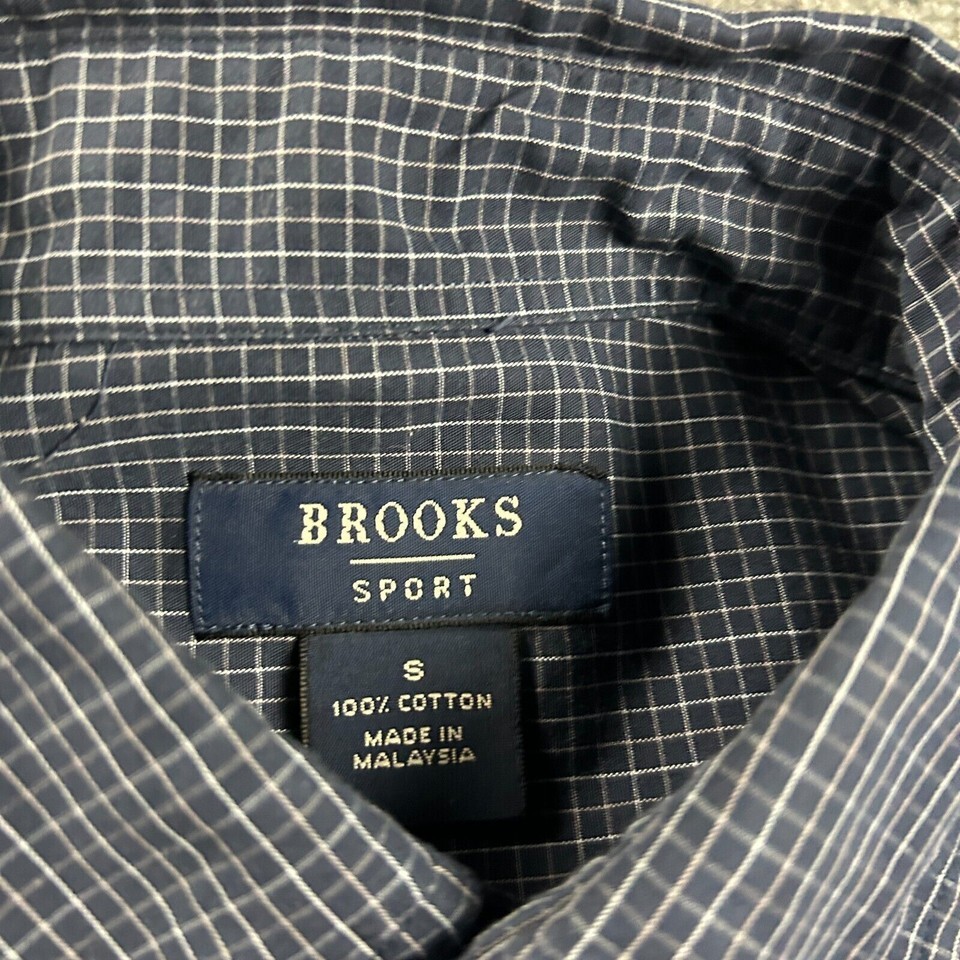 BROOKS
SPORT
S
100% COTTON
MADE IN
MALAYSIA